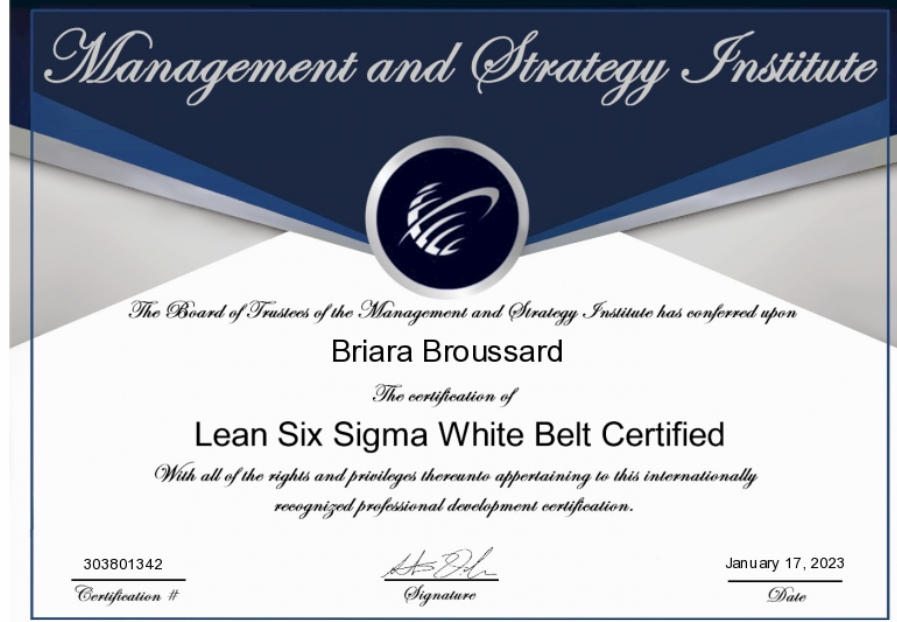 Management and Strategy Institute
The Board of Trustees of the Management and Strategy Institute has conferred upon
Briara Broussard
The certification of
Lean Six Sigma White Belt Certified
With all of the rights and privileges thereunto appertaining to this internationally
recognized professional development certification.
303801342
Certification #
Signature
January 17, 2023
Date